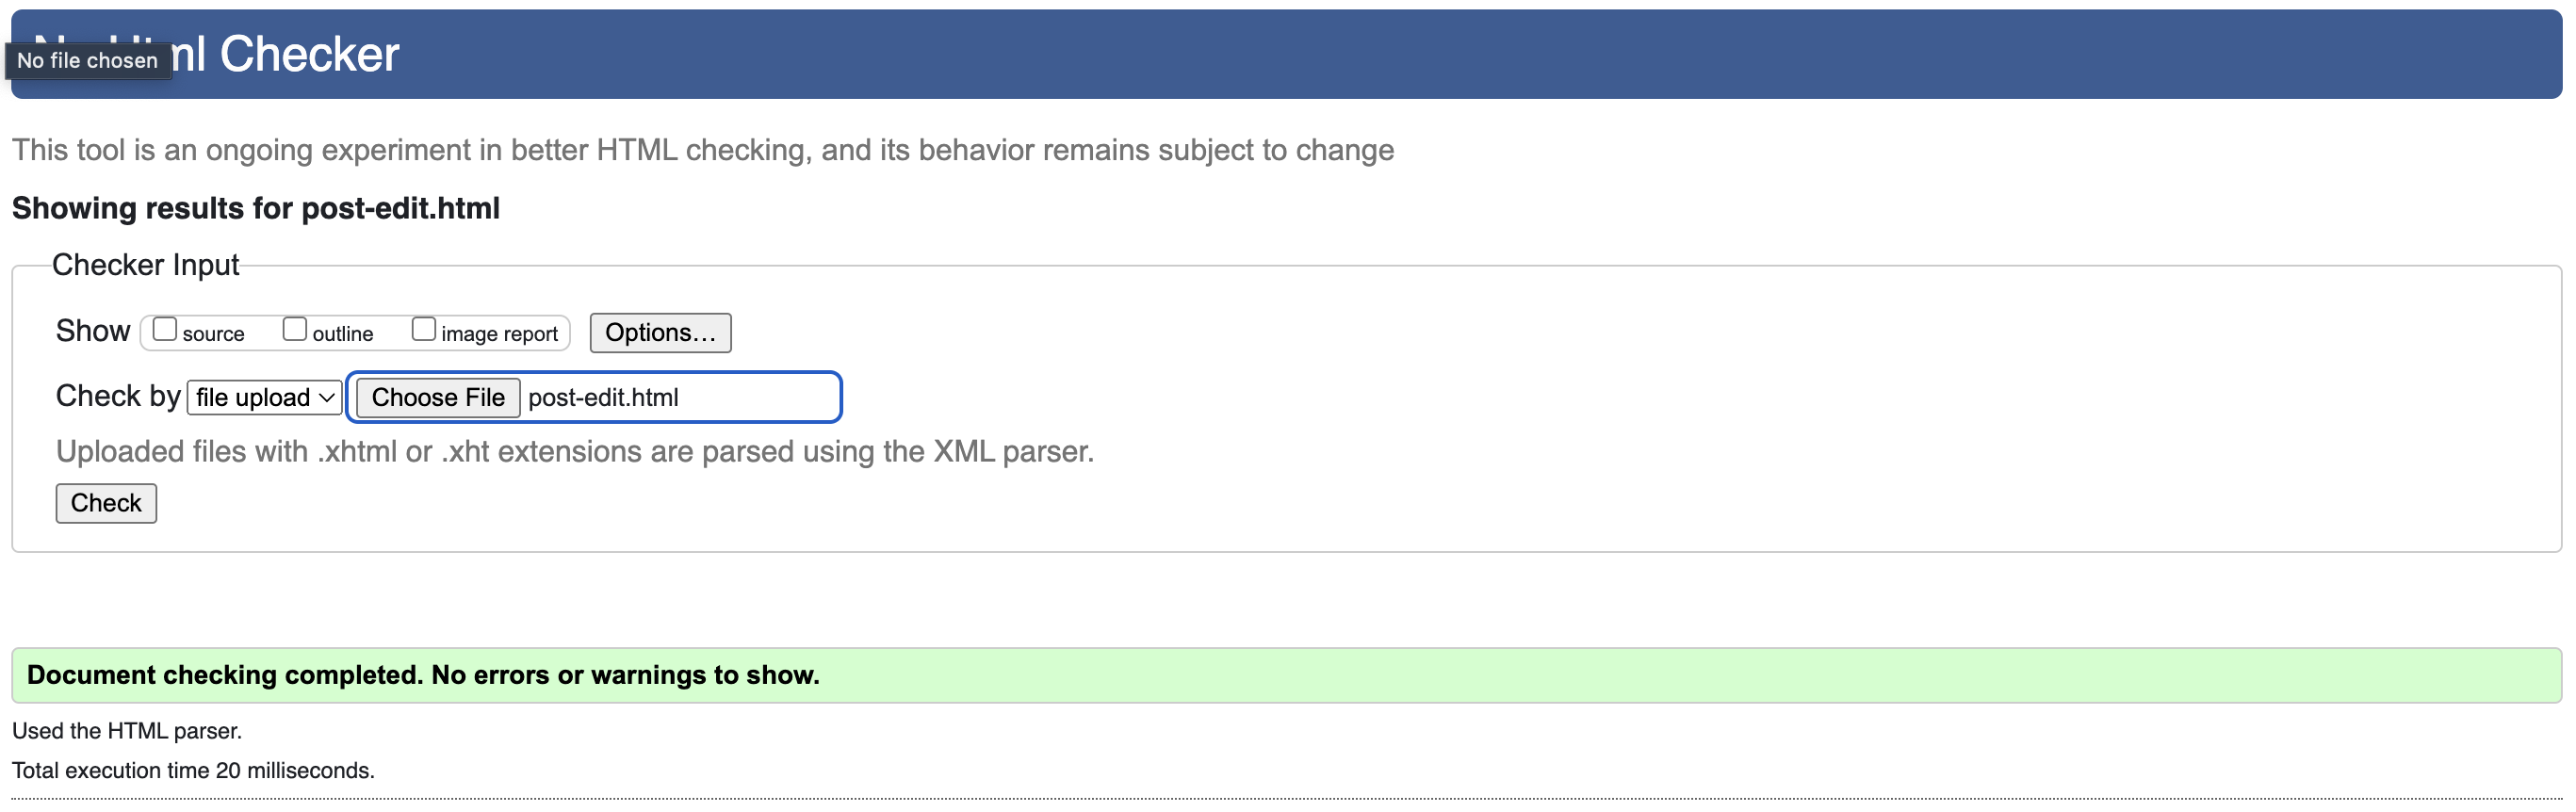 Checker
No file chosen
This tool is an ongoing experiment in better HTML checking, and its behavior remains subject to change
Showing results for post-edit.html
Checker Input
Show source outline image report Options...
Check by file upload Choose File post-edit.html
Uploaded files with .xhtml or .xht extensions are parsed using the XML parser.
Check
Document checking completed. No errors or warnings to show.
Used the HTML parser.
Total execution time 20 milliseconds.